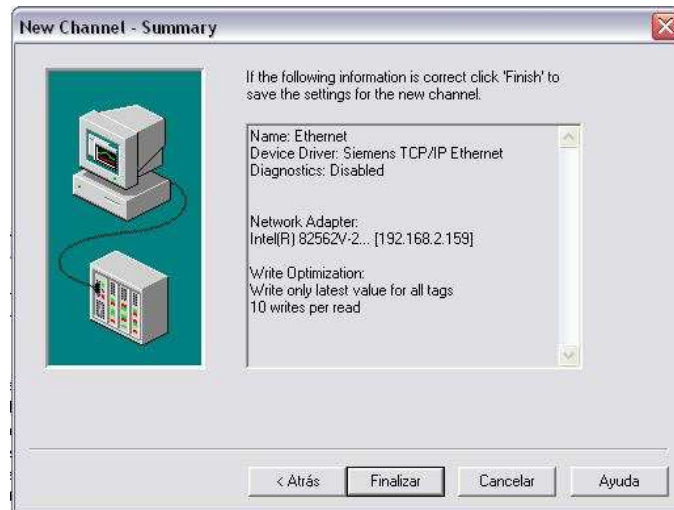 New Channel - Summary
If the following information is correct click 'Finish' to
save the settings for the new channel.
Name: Ethernet
Device Driver: Siemens TCP/IP Ethernet
Diagnostics: Disabled
Network Adapter:
Intel(R) 82562V-2... [192.168.2.159]
Write Optimization:
Write only latest value for all tags
10 writes per read
< Atrás
Finalizar
Cancelar
Ayuda